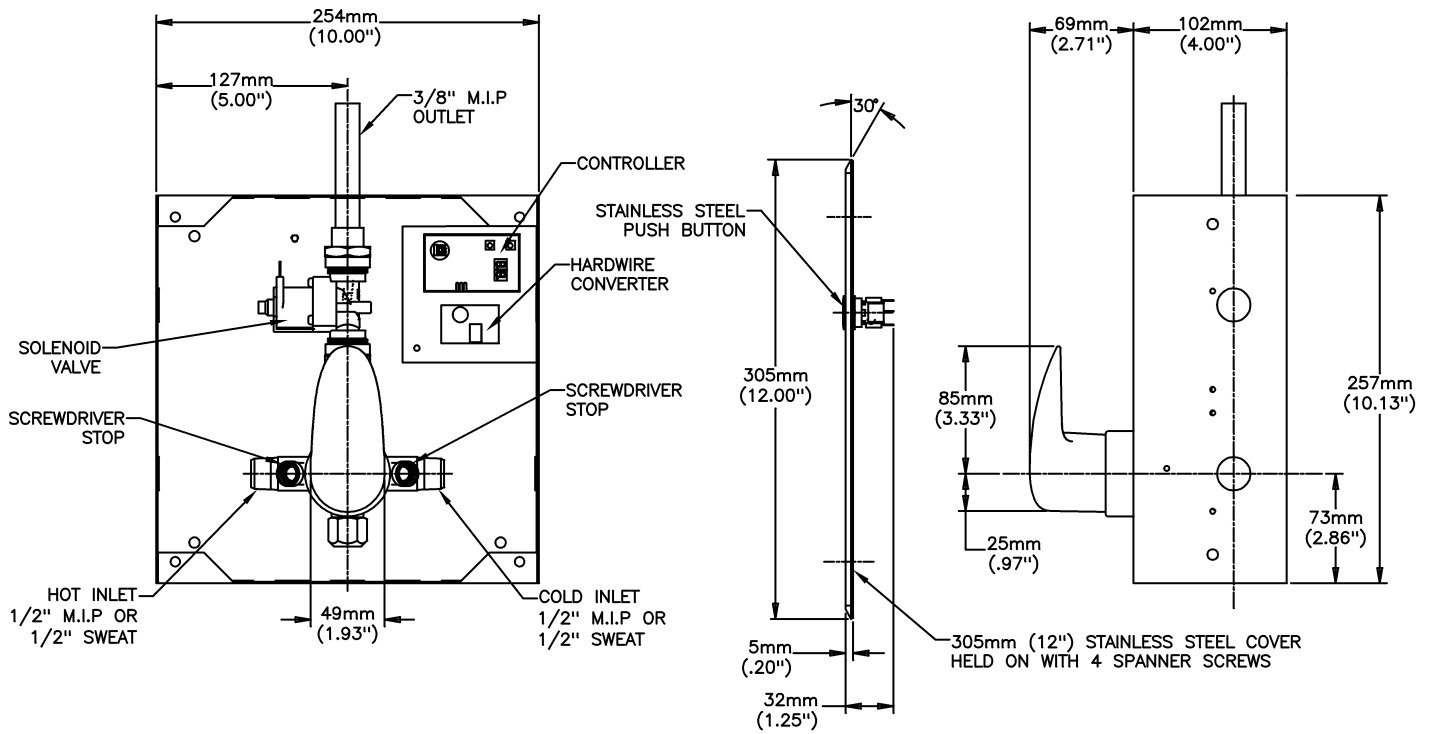 254mm
(10.00")
127mm
(5.00")
3/8" M.I.P
OUTLET
CONTROLLER
HARDWIRE
CONVERTER
SOLENOID
VALVE
SCREWDRIVER
STOP
SCREWDRIVER
STOP
HOT INLET
1/2" M.I.P OR
1/2" SWEAT
49mm
(1.93")
COLD INLET
1/2" M.I.P OR
1/2" SWEAT
30°
STAINLESS STEEL
PUSH BUTTON
305mm
(12.00")
5mm
(.20")
32mm
(1.25")
305mm (12") STAINLESS STEEL COVER
HELD ON WITH 4 SPANNER SCREWS
69mm
(2.71")
102mm
(4.00")
85mm
(3.33")
25mm
(.97")
257mm
(10.13")
73mm
(2.86")